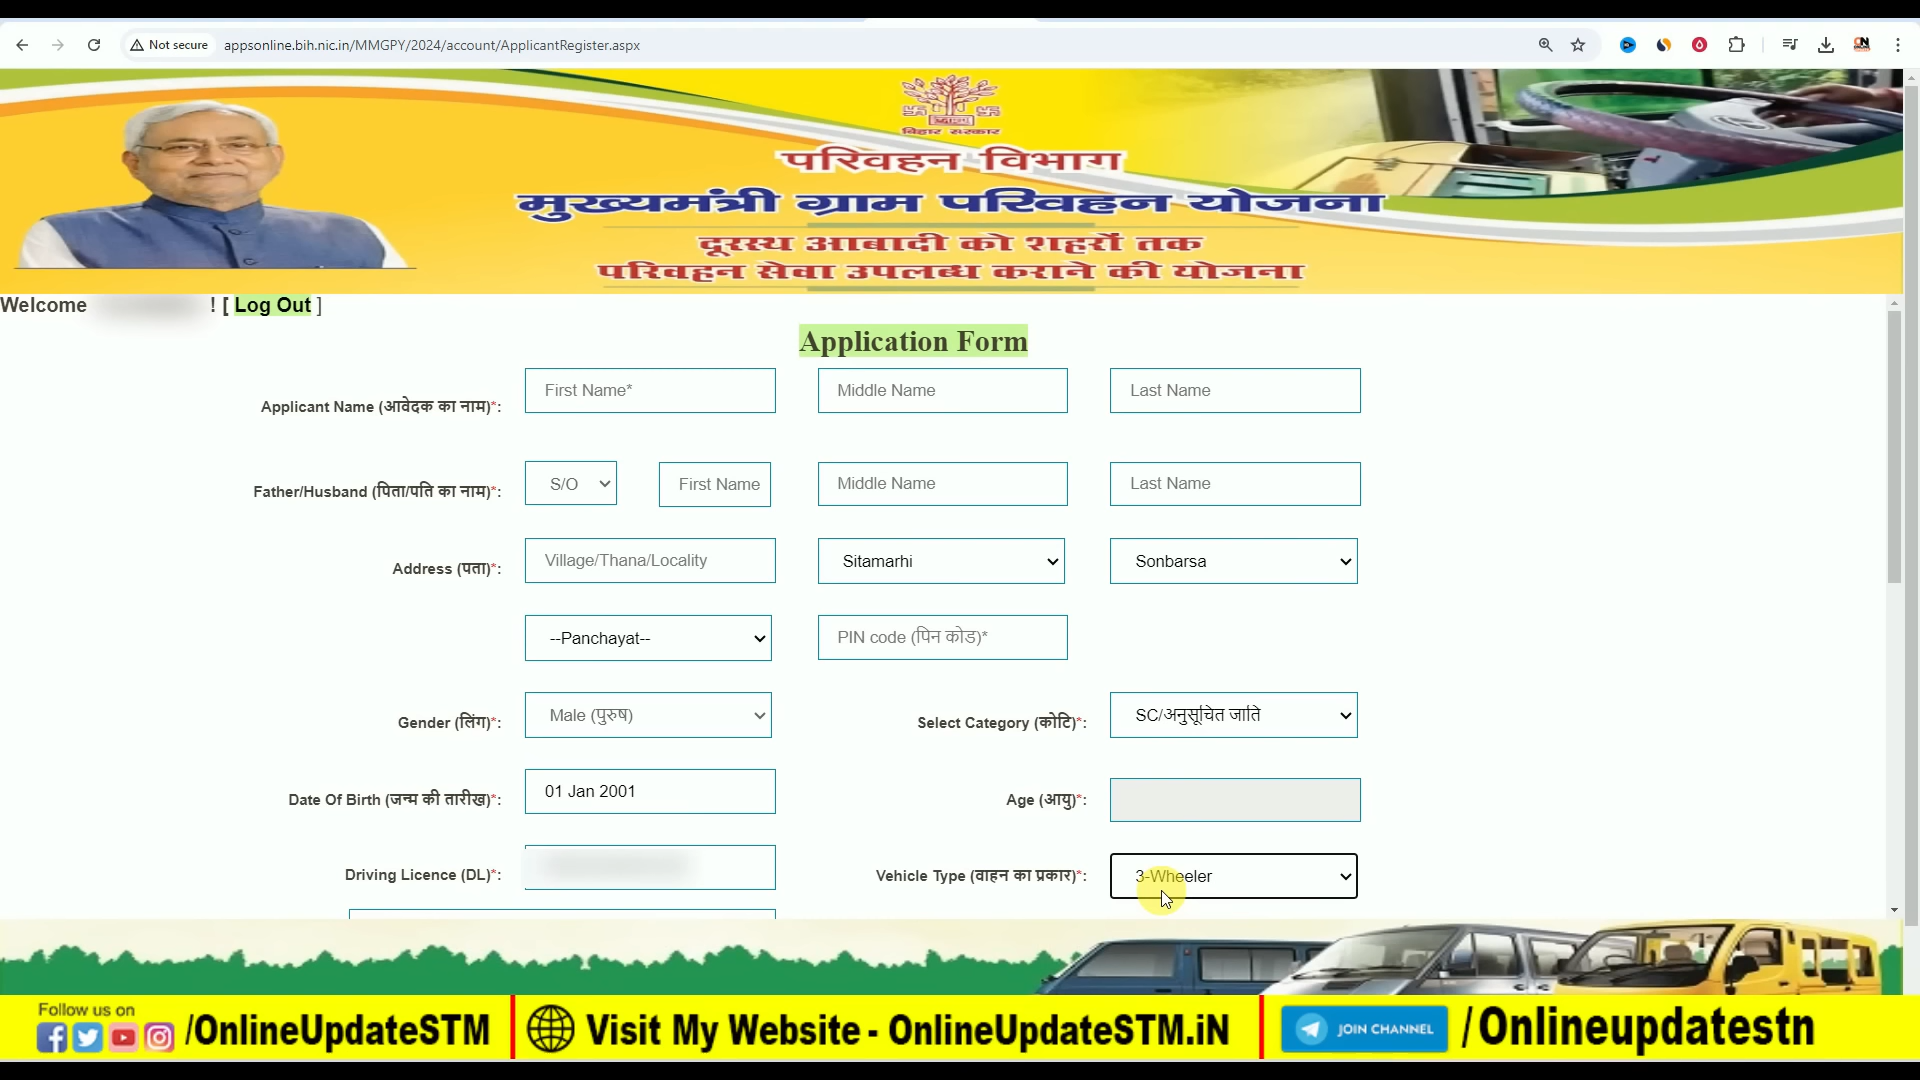 Not secure appsonline.bih.nic.in/MMGPY/2024/account/ApplicantRegister.aspx
बिहार सरकार
परिवहन विभाग
मुख्यमंत्री ग्राम परिवहन योजना
दूरस्थ आबादी को शहरों तक
परिवहन सेवा उपलब्ध कराने की योजना
Welcome ! [ Log Out ]
Application Form
Applicant Name (आवेदक का नाम)*: First Name* Middle Name Last Name
Father/Husband (पिता/पति का नाम)*: S/O First Name Middle Name Last Name
Address (पता)*: Village/Thana/Locality Sitamarhi Sonbarsa
--Panchayat-- PIN code (पिन कोड)*
Gender (लिंग)*: Male (पुरुष) Select Category (कोटि)*: SC/अनुसूचित जाति
Date Of Birth (जन्म की तारीख)*: 01 Jan 2001 Age (आयु)*:
Driving Licence (DL)*: Vehicle Type (वाहन का प्रकार)*: 3-Wheeler
Follow us on
/OnlineUpdateSTM Visit My Website - OnlineUpdateSTM.iN JOIN CHANNEL /Onlineupdatestn